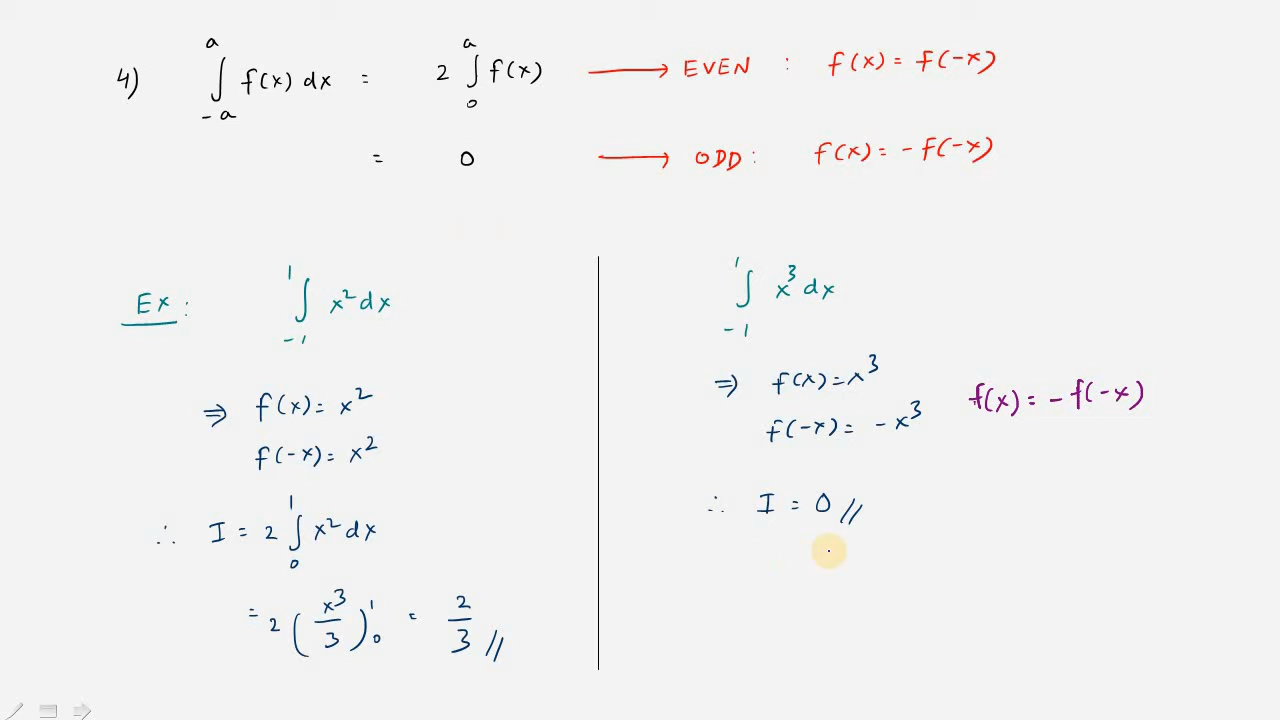 4) ∫_{-a}^{a} f(x) dx = 2 ∫_{0}^{a} f(x) ⟶ EVEN : f(x) = f(-x)
= 0 ⟶ ODD : f(x) = - f(-x)
Ex : ∫_{-1}^{1} x² dx
⇒ f(x) = x²
f(-x) = x²
∴ I = 2 ∫_{0}^{1} x² dx
= 2 (x³/3)_{0}^{1} = 2/3 //
∫_{-1}^{1} x³ dx
⇒ f(x) = x³
f(-x) = - x³
f(x) = - f(-x)
∴ I = 0 //